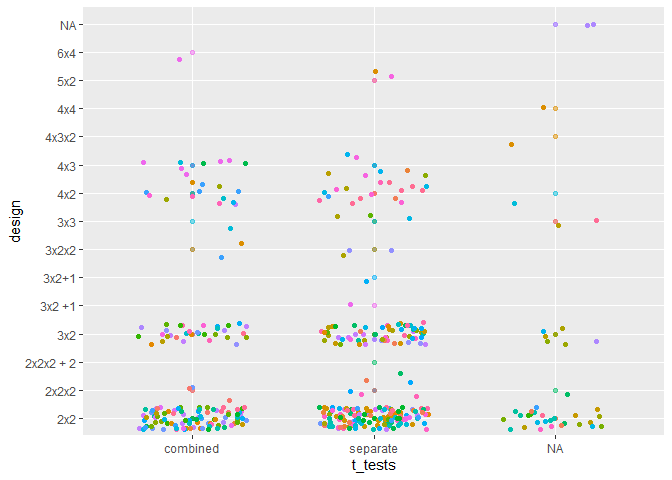 NA
6x4
5x2
4x4
4x3x2
4x3
4x2
3x3
3x2x2
3x2+1
3x2 +1
3x2
2x2x2 + 2
2x2x2
2x2
design
combined separate NA
t_tests